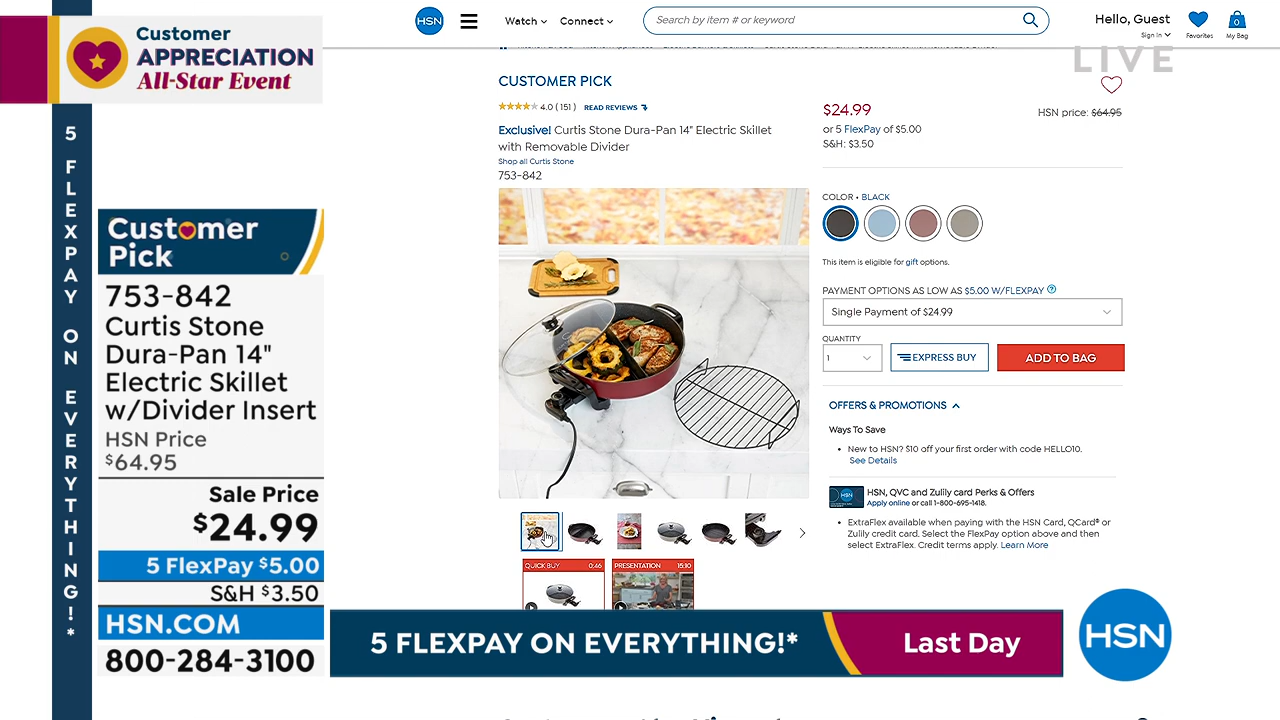 Customer
APPRECIATION
All-Star Event
5 FLEXPAY ON EVERYTHING!*
Customer
Pick
753-842
Curtis Stone
Dura-Pan 14"
Electric Skillet
w/Divider Insert
HSN Price
$64.95
Sale Price
$24.99
5 FlexPay $5.00
S&H $3.50
HSN.COM
800-284-3100
HSN
Watch
Connect
Search by item # or keyword
Hello, Guest
Sign In
Favorites
0
My Bag
LIVE
CUSTOMER PICK
4.0 (151) READ REVIEWS
Exclusive! Curtis Stone Dura-Pan 14" Electric Skillet
with Removable Divider
Shop all Curtis Stone
753-842
$24.99
HSN price: $64.95
or 5 FlexPay of $5.00
S&H: $3.50
COLOR • BLACK
This item is eligible for gift options.
PAYMENT OPTIONS AS LOW AS $5.00 W/FLEXPAY
Single Payment of $24.99
QUANTITY
1
EXPRESS BUY
ADD TO BAG
OFFERS & PROMOTIONS
Ways To Save
• New to HSN? $10 off your first order with code HELLO10.
See Details
HSN
HSN, QVC and Zulily card Perks & Offers
Apply online or call 1-800-695-1418.
• ExtraFlex available when paying with the HSN Card, QCard® or
Zulily credit card. Select the FlexPay option above and then
select ExtraFlex. Credit terms apply. Learn More
QUICK BUY 0:46
PRESENTATION 15:10
5 FLEXPAY ON EVERYTHING!*
Last Day
HSN